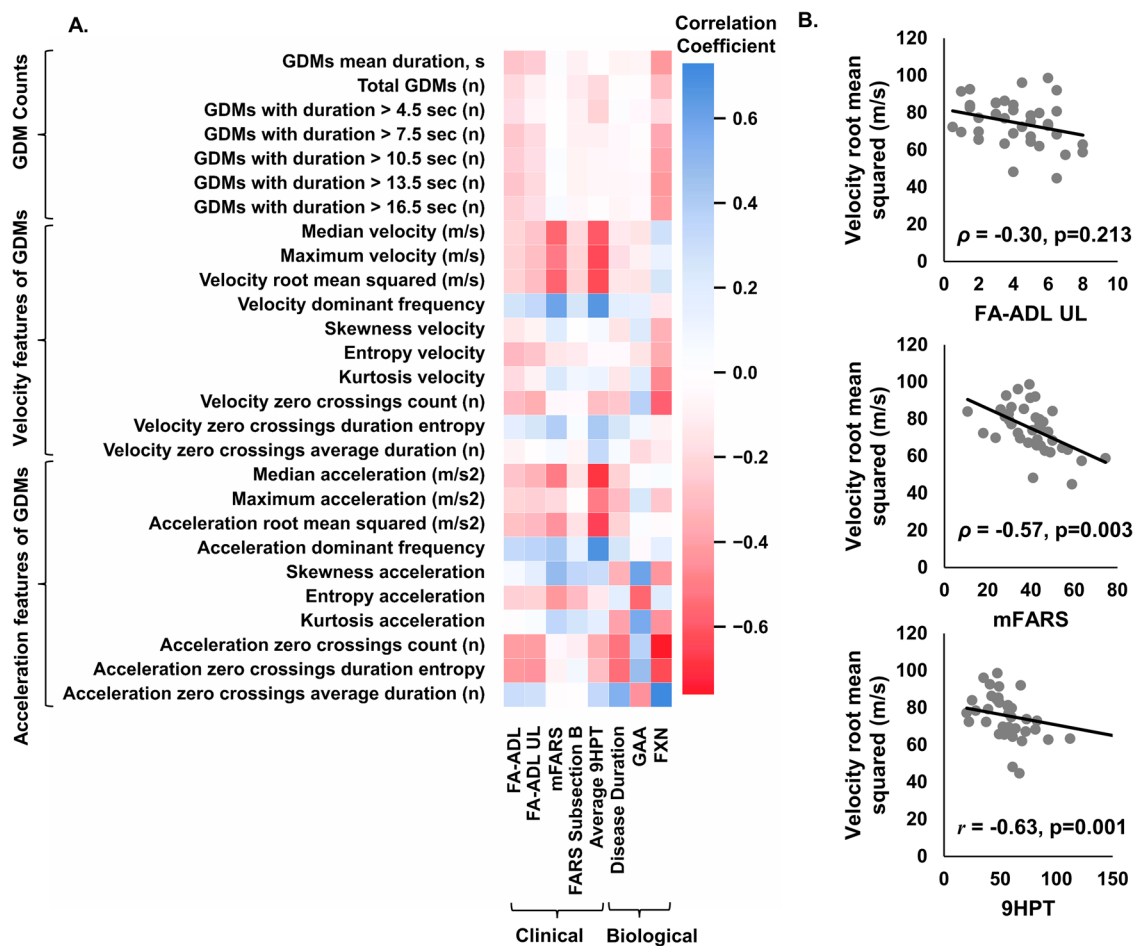 A.
Correlation
Coefficient
GDM Counts
Velocity features of GDMs
Acceleration features of GDMs
GDMs mean duration, s
Total GDMs (n)
GDMs with duration > 4.5 sec (n)
GDMs with duration > 7.5 sec (n)
GDMs with duration > 10.5 sec (n)
GDMs with duration > 13.5 sec (n)
GDMs with duration > 16.5 sec (n)
Median velocity (m/s)
Maximum velocity (m/s)
Velocity root mean squared (m/s)
Velocity dominant frequency
Skewness velocity
Entropy velocity
Kurtosis velocity
Velocity zero crossings count (n)
Velocity zero crossings duration entropy
Velocity zero crossings average duration (n)
Median acceleration (m/s2)
Maximum acceleration (m/s2)
Acceleration root mean squared (m/s2)
Acceleration dominant frequency
Skewness acceleration
Entropy acceleration
Kurtosis acceleration
Acceleration zero crossings count (n)
Acceleration zero crossings duration entropy
Acceleration zero crossings average duration (n)
0.6
0.4
0.2
0.0
−0.2
−0.4
−0.6
FA-ADL
FA-ADL UL
mFARS
FARS Subsection B
Average 9HPT
Disease Duration
GAA
FXN
Clinical
Biological
B.
Velocity root mean
squared (m/s)
120
100
80
60
40
20
0
ρ = -0.30, p=0.213
0 2 4 6 8 10
FA-ADL UL
Velocity root mean
squared (m/s)
120
100
80
60
40
20
0
ρ = -0.57, p=0.003
0 20 40 60 80
mFARS
Velocity root mean
squared (m/s)
120
100
80
60
40
20
0
r = -0.63, p=0.001
0 50 100 150
9HPT